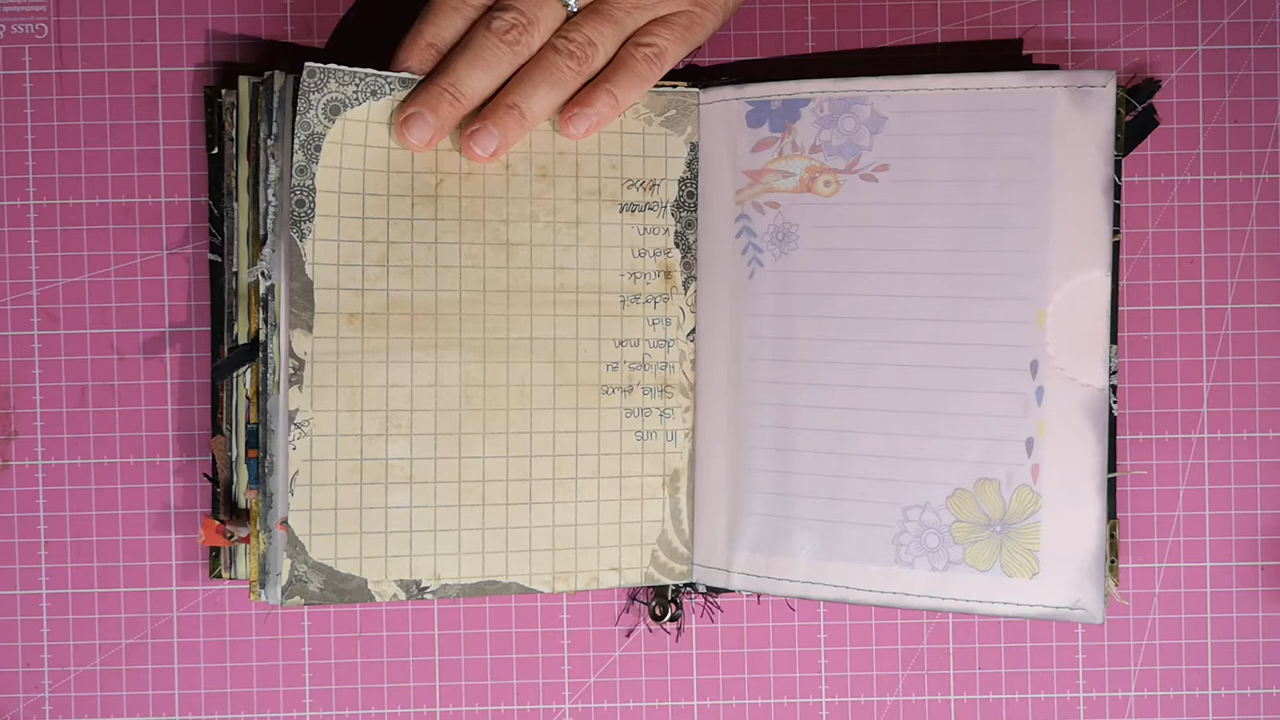 In uns
ist eine
Stille, etwas
Heiliges, zu
dem man
sich
jederzeit
zurück-
ziehen
kann.
Hermann
Hesse